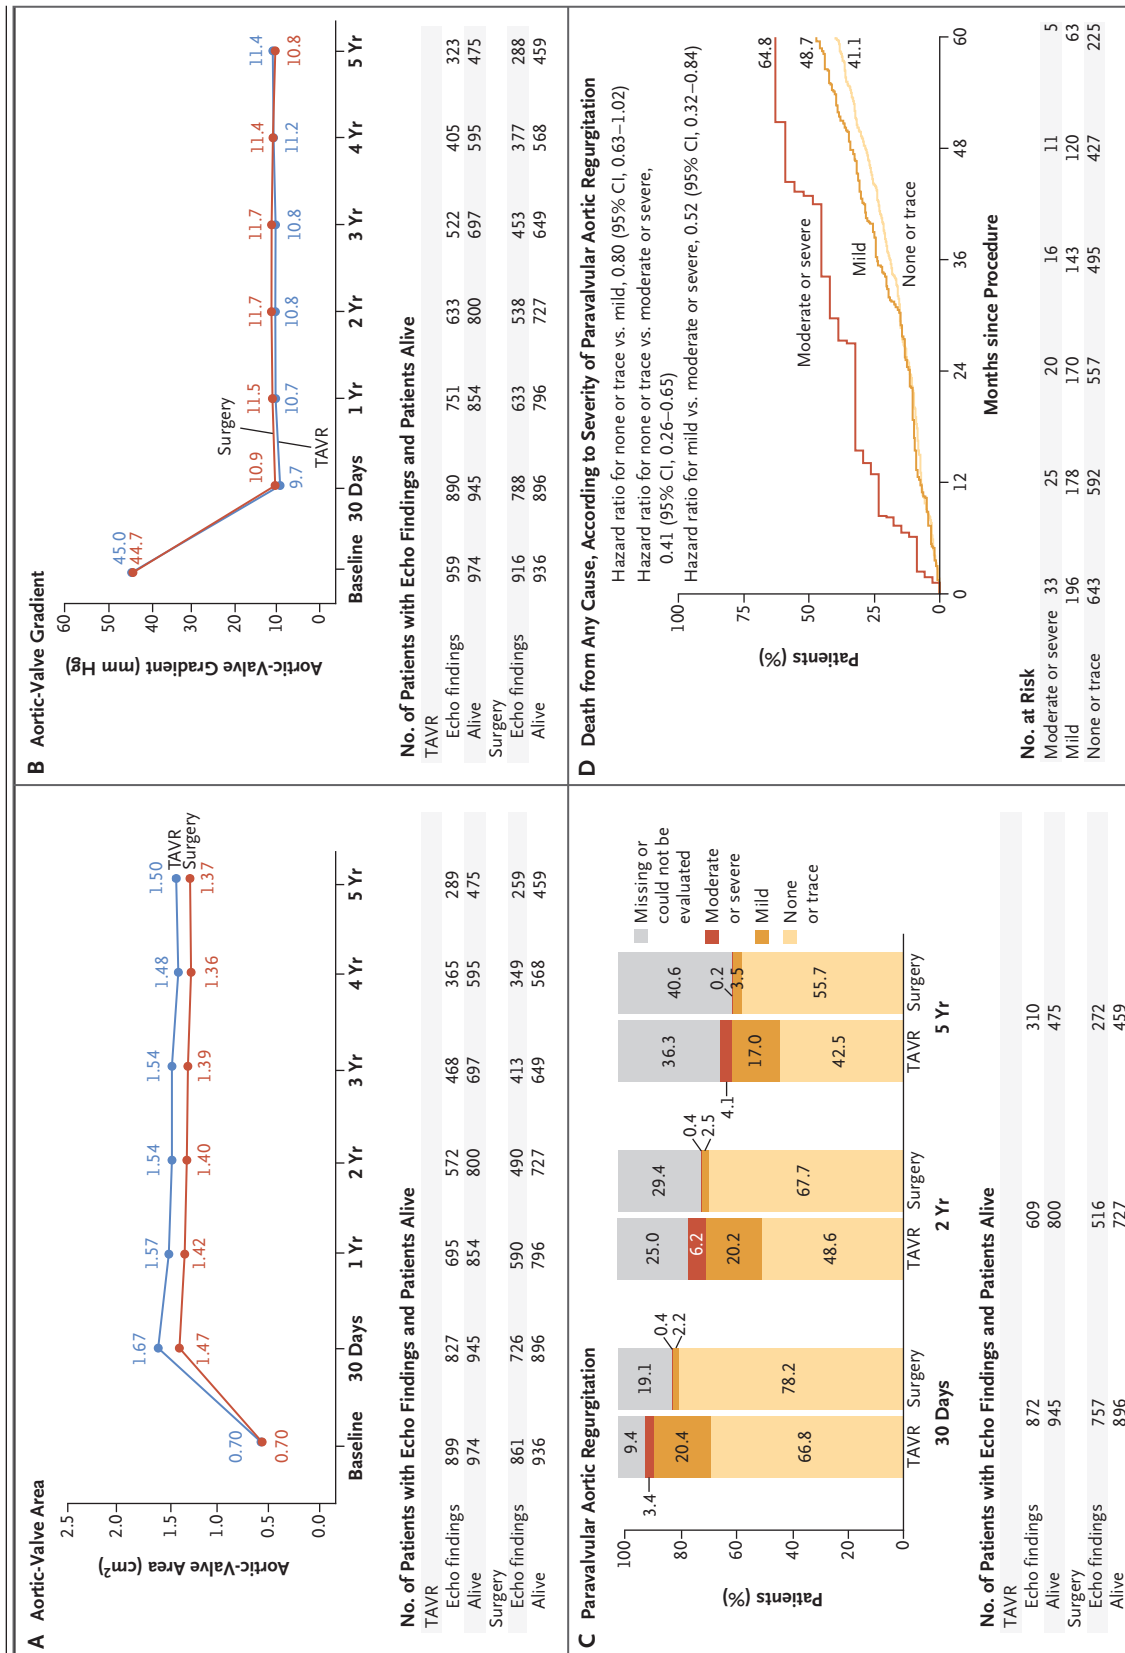 A Aortic-Valve Area
Aortic-Valve Area (cm²)
2.5
2.0
1.5
1.0
0.5
0.0
0.70
1.67
1.57
1.54
1.54
1.48
1.50
TAVR
Surgery
0.70
1.47
1.42
1.40
1.39
1.36
1.37
Baseline 30 Days 1 Yr 2 Yr 3 Yr 4 Yr 5 Yr
No. of Patients with Echo Findings and Patients Alive
TAVR
Echo findings 899 827 695 572 468 365 289
Alive 974 945 854 800 697 595 475
Surgery
Echo findings 861 726 590 490 413 349 259
Alive 936 896 796 727 649 568 459
B Aortic-Valve Gradient
Aortic-Valve Gradient (mm Hg)
60
50
40
30
20
10
0
45.0
44.7
10.9
11.5
11.7
11.7
11.4
11.4
Surgery
TAVR
9.7
10.7
10.8
10.8
11.2
10.8
Baseline 30 Days 1 Yr 2 Yr 3 Yr 4 Yr 5 Yr
No. of Patients with Echo Findings and Patients Alive
TAVR
Echo findings 959 890 751 633 522 405 323
Alive 974 945 854 800 697 595 475
Surgery
Echo findings 916 788 633 538 453 377 288
Alive 936 896 796 727 649 568 459
C Paravalvular Aortic Regurgitation
Patients (%)
100
80
60
40
20
0
3.4
9.4
20.4
66.8
19.1
0.4
2.2
78.2
25.0
6.2
20.2
48.6
29.4
0.4
2.5
67.7
4.1
36.3
17.0
42.5
40.6
0.2
3.5
55.7
Missing or
could not be
evaluated
Moderate
or severe
Mild
None
or trace
TAVR Surgery TAVR Surgery TAVR Surgery
30 Days 2 Yr 5 Yr
No. of Patients with Echo Findings and Patients Alive
TAVR
Echo findings 872 609 310
Alive 945 800 475
Surgery
Echo findings 757 516 272
Alive 896 727 459
D Death from Any Cause, According to Severity of Paravalvular Aortic Regurgitation
Hazard ratio for none or trace vs. mild, 0.80 (95% CI, 0.63–1.02)
Hazard ratio for none or trace vs. moderate or severe,
0.41 (95% CI, 0.26–0.65)
Hazard ratio for mild vs. moderate or severe, 0.52 (95% CI, 0.32–0.84)
Patients (%)
100
75
50
25
0
Moderate or severe
Mild
None or trace
64.8
48.7
41.1
0 12 24 36 48 60
Months since Procedure
No. at Risk
Moderate or severe 33 25 20 16 11 5
Mild 196 178 170 143 120 63
None or trace 643 592 557 495 427 225